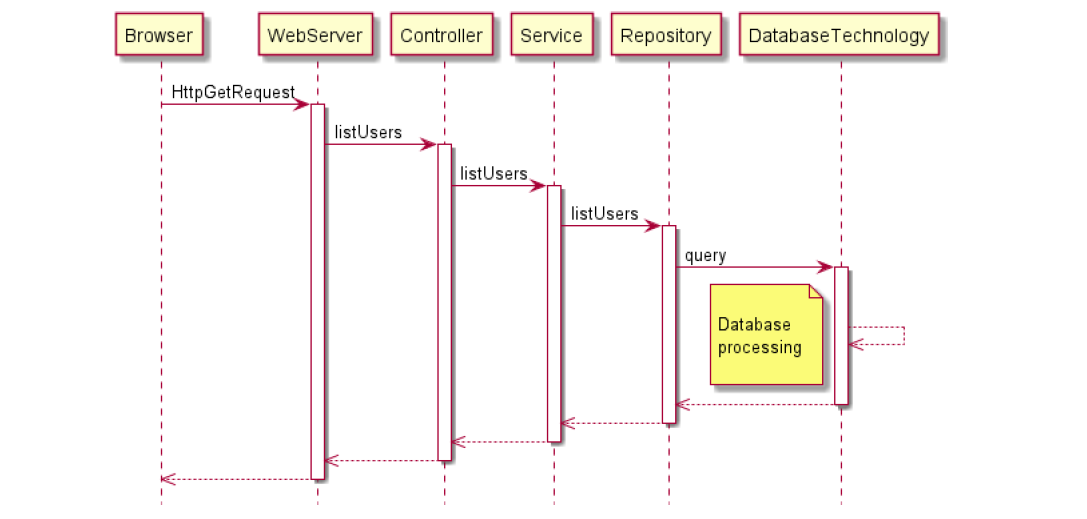 Browser
WebServer
Controller
Service
Repository
DatabaseTechnology
HttpGetRequest
listUsers
listUsers
listUsers
query
Database
processing